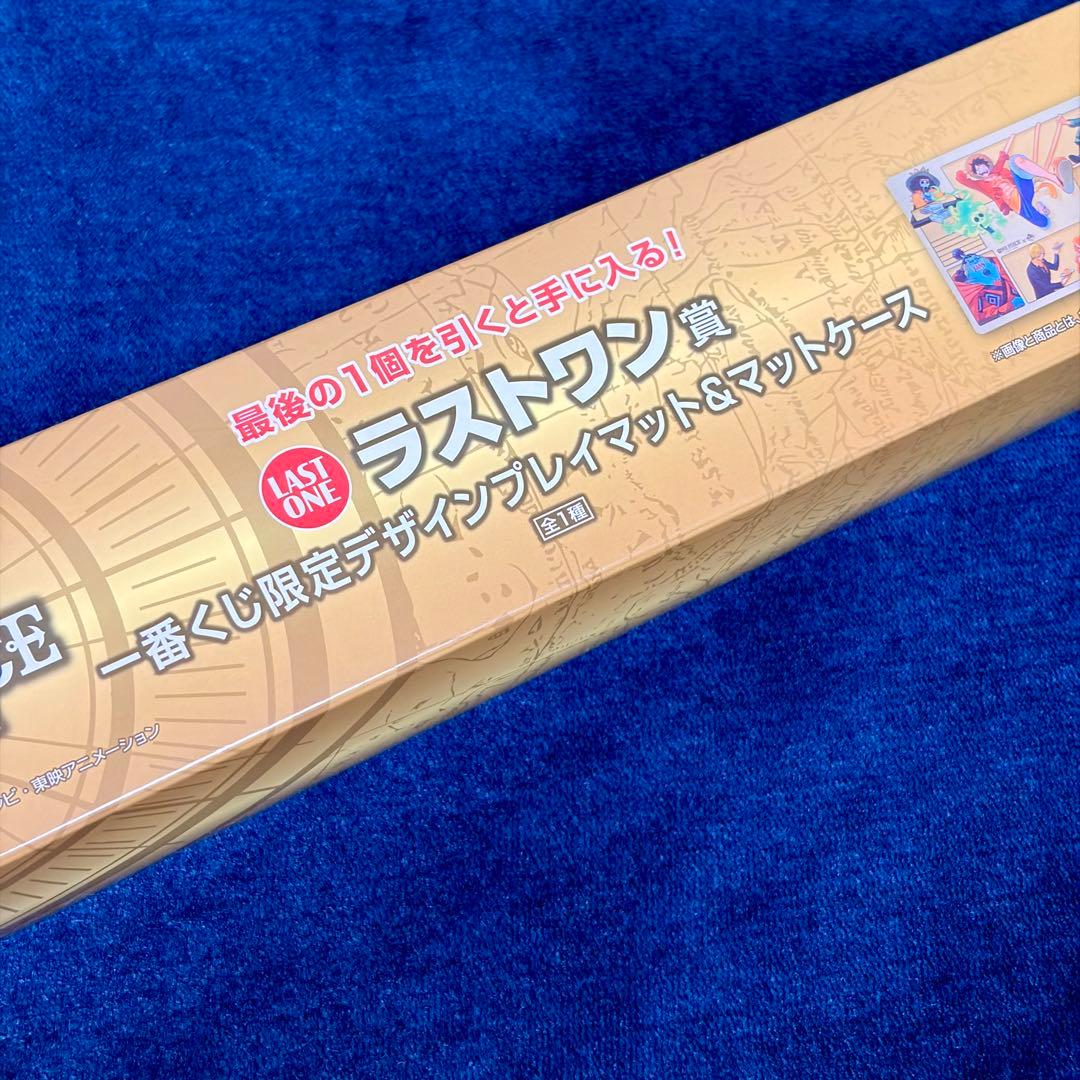 最後の1個を引くと手に入る!
LAST ONE
ラストワン賞
一番くじ限定デザインプレイマット&マットケース
全1種
CE
ビ・東映アニメーション
※画像と商品とは